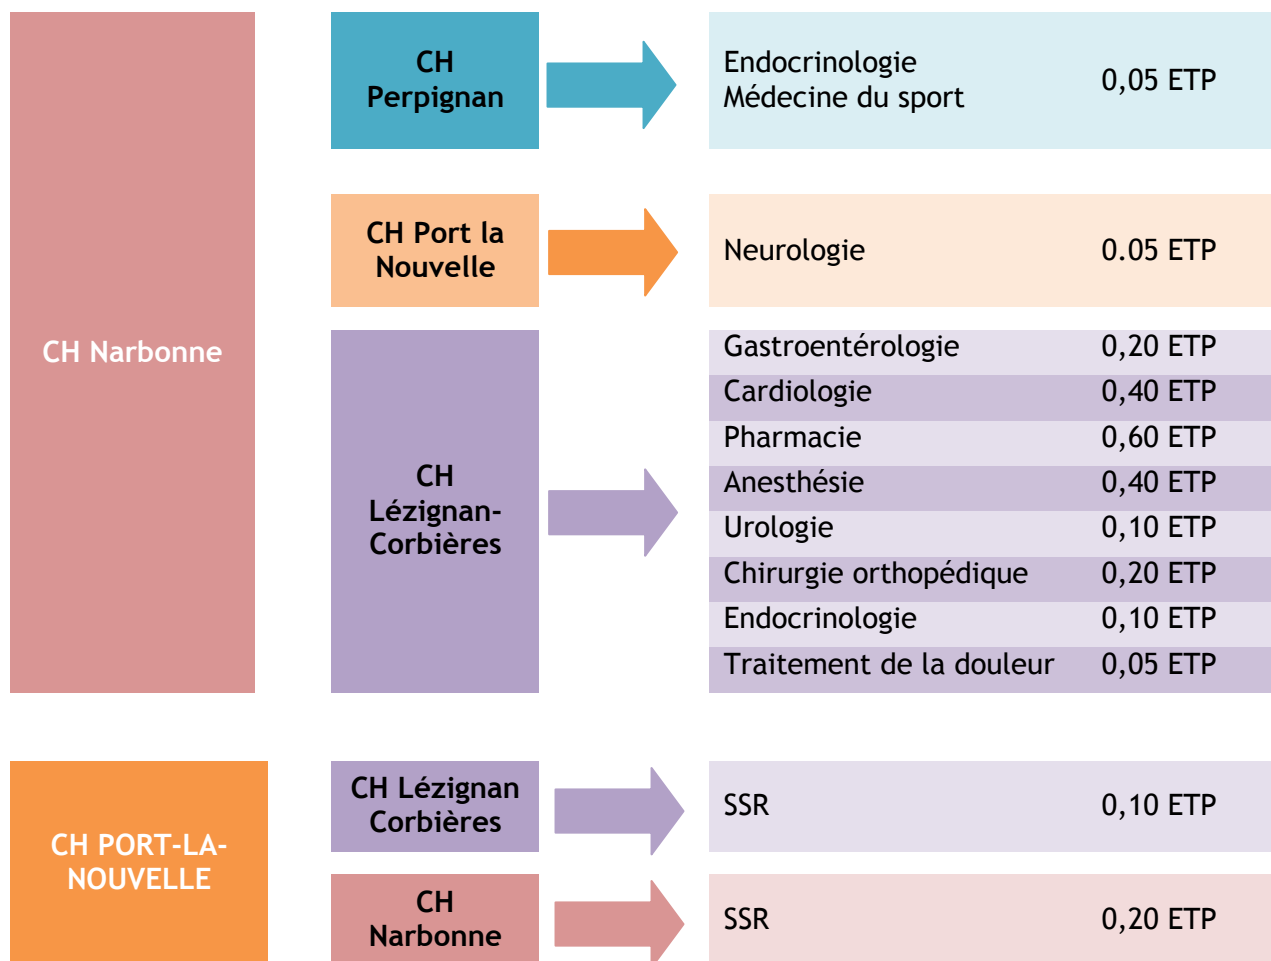 CH Narbonne
CH
Perpignan
Endocrinologie
Médecine du sport
0,05 ETP
CH Port la
Nouvelle
Neurologie 0.05 ETP
CH
Lézignan-
Corbières
Gastroentérologie 0,20 ETP
Cardiologie 0,40 ETP
Pharmacie 0,60 ETP
Anesthésie 0,40 ETP
Urologie 0,10 ETP
Chirurgie orthopédique 0,20 ETP
Endocrinologie 0,10 ETP
Traitement de la douleur 0,05 ETP
CH PORT-LA-
NOUVELLE
CH Lézignan
Corbières
SSR 0,10 ETP
CH
Narbonne
SSR 0,20 ETP